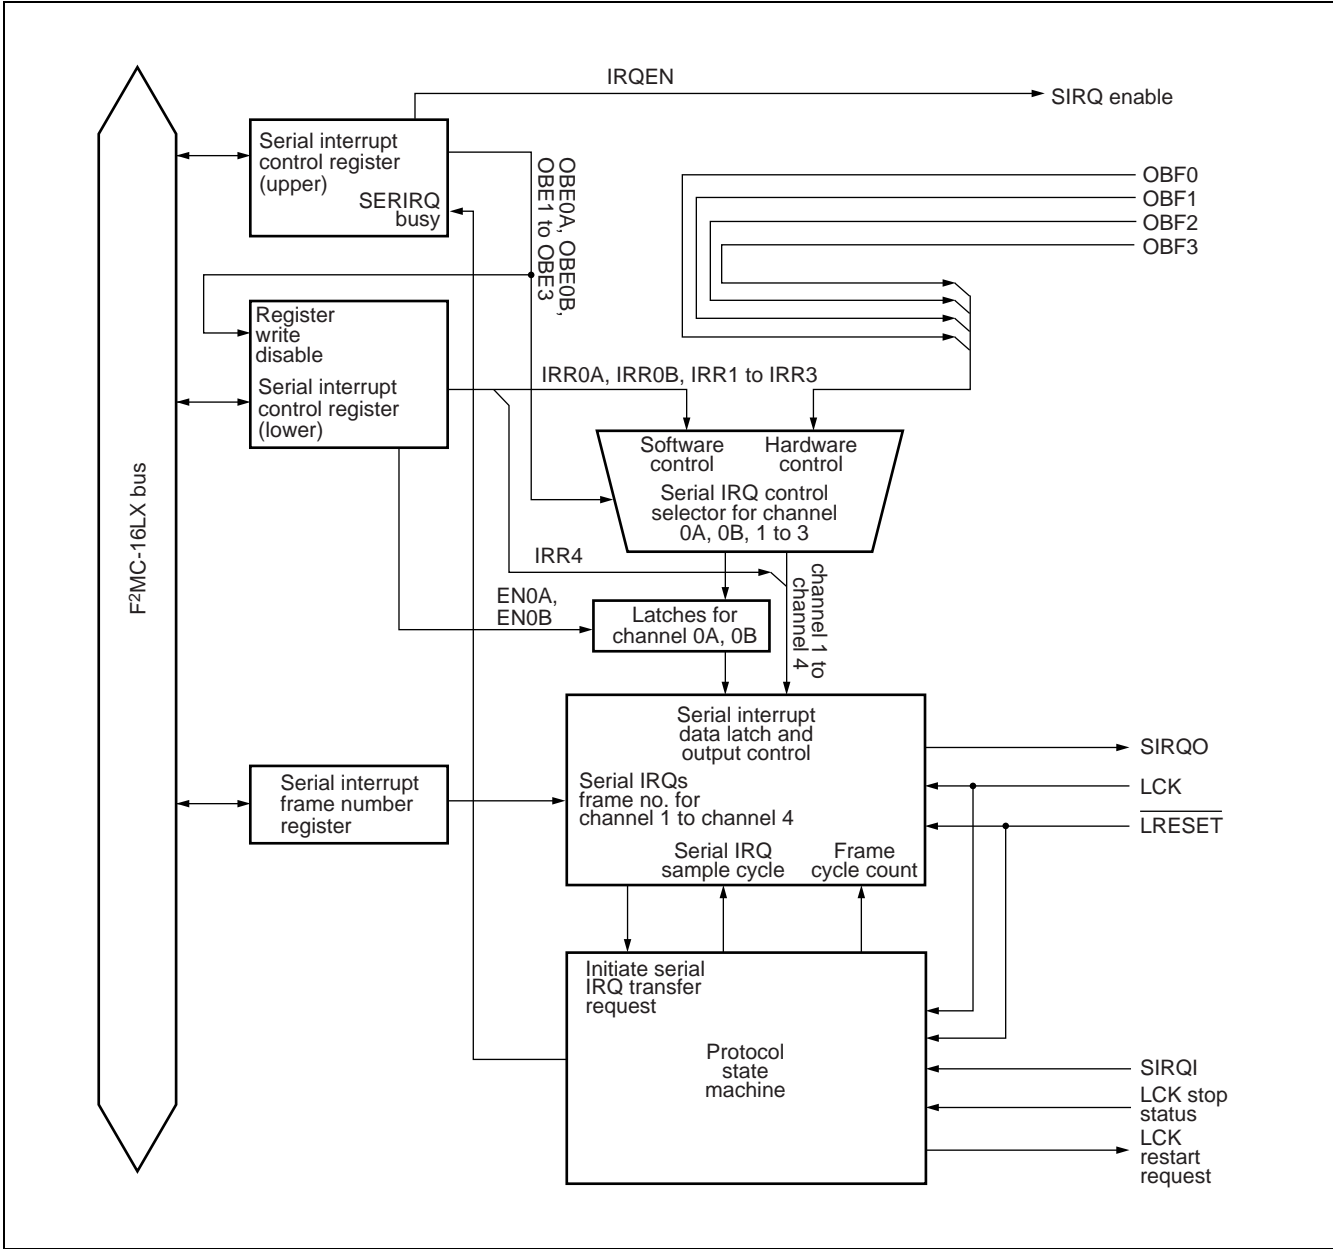 IRQEN
SIRQ enable
Serial interrupt
control register
(upper)
SERIRQ
busy
OBE0A, OBE0B,
OBE1 to OBE3
OBF0
OBF1
OBF2
OBF3
Register
write
disable
Serial interrupt
control register
(lower)
IRR0A, IRR0B, IRR1 to IRR3
Software
control
Hardware
control
Serial IRQ control
selector for channel
0A, 0B, 1 to 3
F²MC-16LX bus
IRR4
EN0A,
EN0B
Latches for
channel 0A, 0B
channel 1 to
channel 4
Serial interrupt
data latch and
output control
Serial IRQs
frame no. for
channel 1 to channel 4
Serial IRQ
sample cycle
Frame
cycle count
Serial interrupt
frame number
register
SIRQO
LCK
LRESET
Initiate serial
IRQ transfer
request
Protocol
state
machine
SIRQI
LCK stop
status
LCK
restart
request